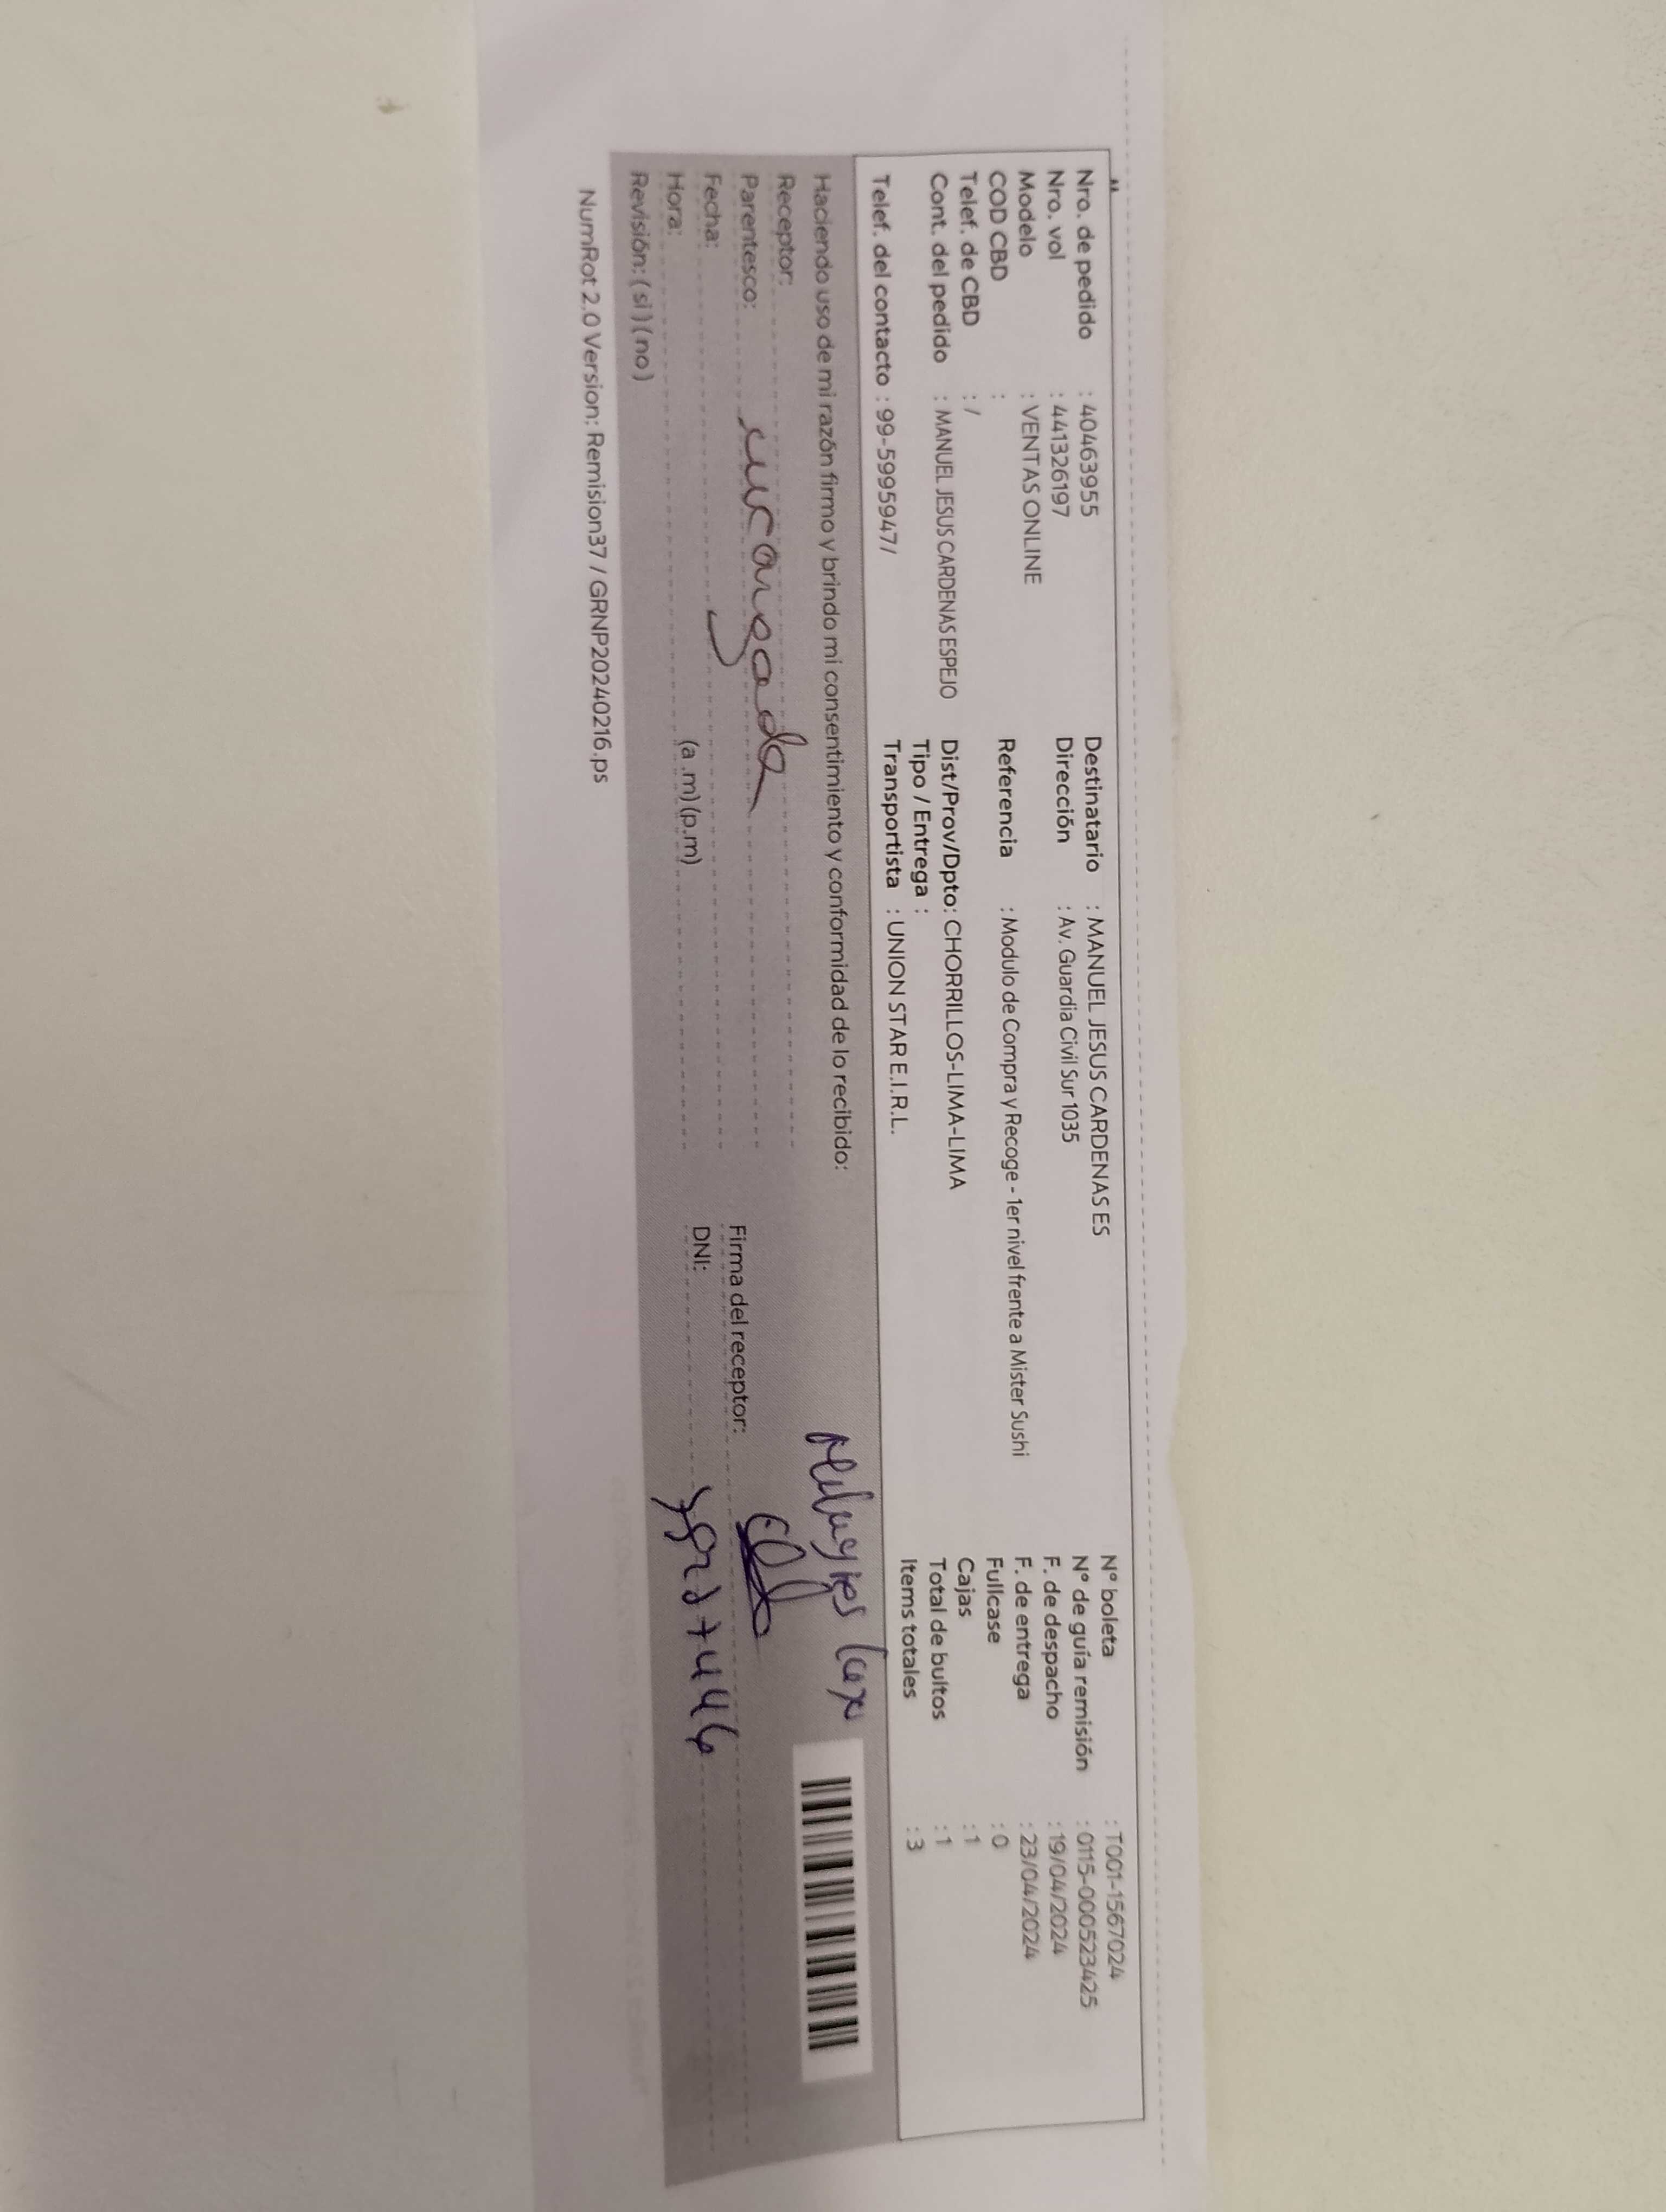 Nro. de pedido : 40463955
Nro. vol : 441326197
Modelo : VENTAS ONLINE
COD CBD :
Telef. de CBD : /
Cont. del pedido : MANUEL JESUS CARDENAS ESPEJO
Telef. del contacto : 99-5995947/
Destinatario : MANUEL JESUS CARDENAS ES
Dirección : Av. Guardia Civil Sur 1035
Referencia : Modulo de Compra y Recoge - 1er nivel frente a Mister Sushi
Dist/Prov/Dpto: CHORRILLOS-LIMA-LIMA
Tipo / Entrega :
Transportista : UNION STAR E.I.R.L.
Nº boleta : T001-1567024
Nº de guía remisión : 0115-000523425
F. de despacho : 19/04/2024
F. de entrega : 23/04/2024
Fullcase : 0
Cajas : 1
Total de bultos : 1
Items totales : 3
Haciendo uso de mi razón firmo y brindo mi consentimiento y conformidad de lo recibido:
Receptor:
Parentesco: encargada
Fecha:
Hora: (a .m) (p.m)
Revisión: ( si ) ( no )
Firma del receptor:
DNI:
NumRot 2.0 Version: Remision37 / GRNP20240216.ps